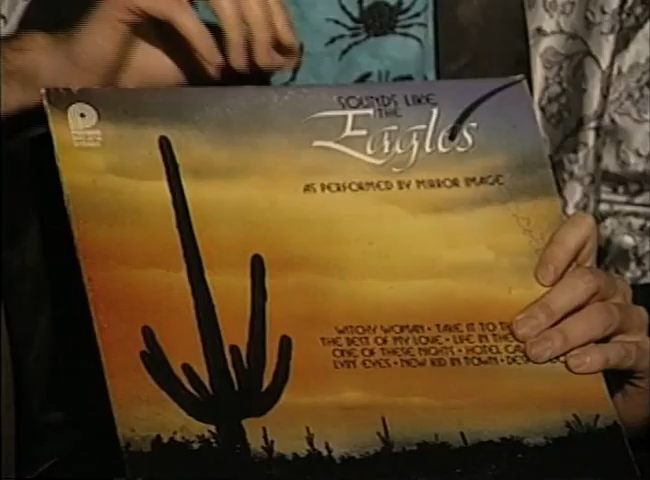 SOUNDS LIKE
THE
Eagles
AS PERFORMED BY MIRROR IMAGE
WITCHY WOMAN • TAKE IT TO
THE BEST OF MY LOVE • LIFE IN THE
ONE OF THESE NIGHTS • HOTEL
LYIN' EYES • NEW KID IN TOWN •